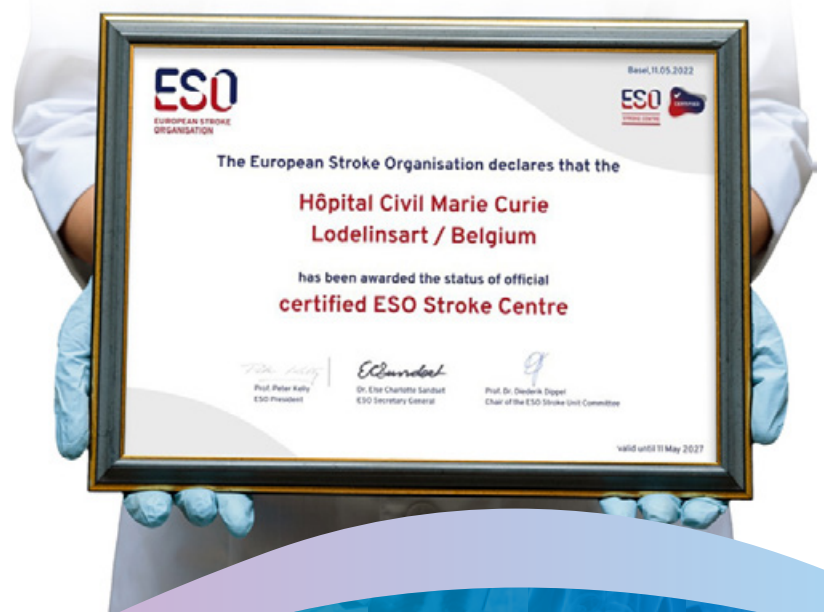 ESO
EUROPEAN STROKE
ORGANISATION
Basel, 11.05.2022
ESO
STROKE CENTRE
CERTIFIED
The European Stroke Organisation declares that the
Hôpital Civil Marie Curie
Lodelinsart / Belgium
has been awarded the status of official
certified ESO Stroke Centre
Prof. Peter Kelly
ESO President
Dr. Else Charlotte Sandset
ESO Secretary General
Prof. Dr. Diederik Dippel
Chair of the ESO Stroke Unit Committee
valid until 11 May 2027